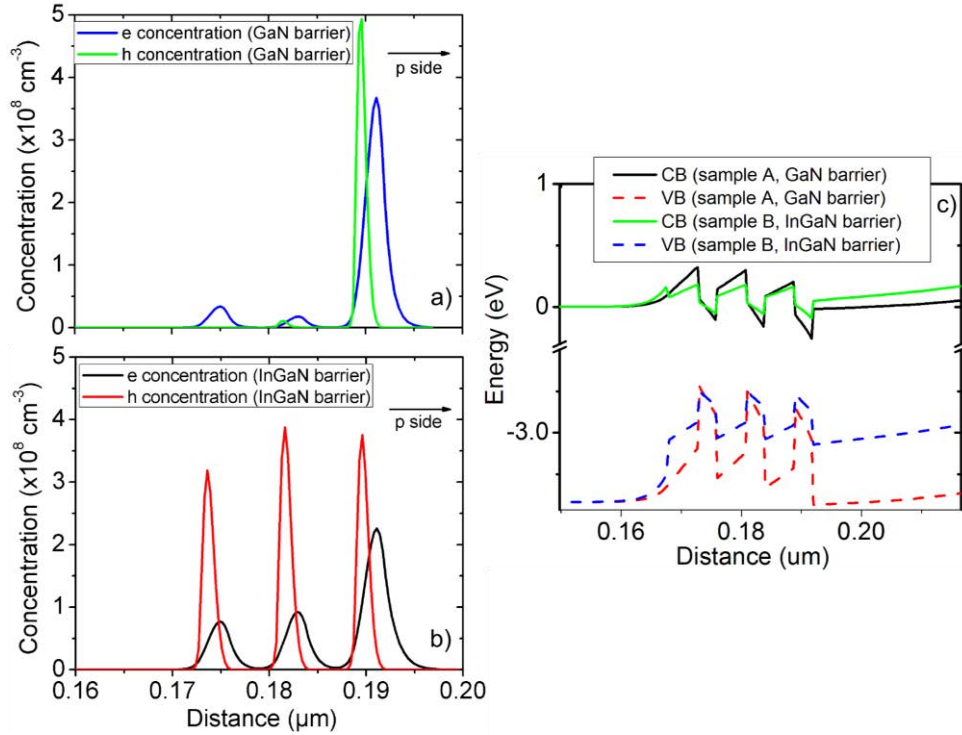 5
4
3
2
1
0
Concentration (x10⁸ cm⁻³)
e concentration (GaN barrier)
h concentration (GaN barrier)
p side
a)
5
4
3
2
1
0
Concentration (x10⁸ cm⁻³)
e concentration (InGaN barrier)
h concentration (InGaN barrier)
p side
b)
0.16
0.17
0.18
0.19
0.20
Distance (µm)
CB (sample A, GaN barrier)
VB (sample A, GaN barrier)
CB (sample B, InGaN barrier)
VB (sample B, InGaN barrier)
c)
1
0
-3.0
Energy (eV)
0.16
0.18
0.20
Distance (um)